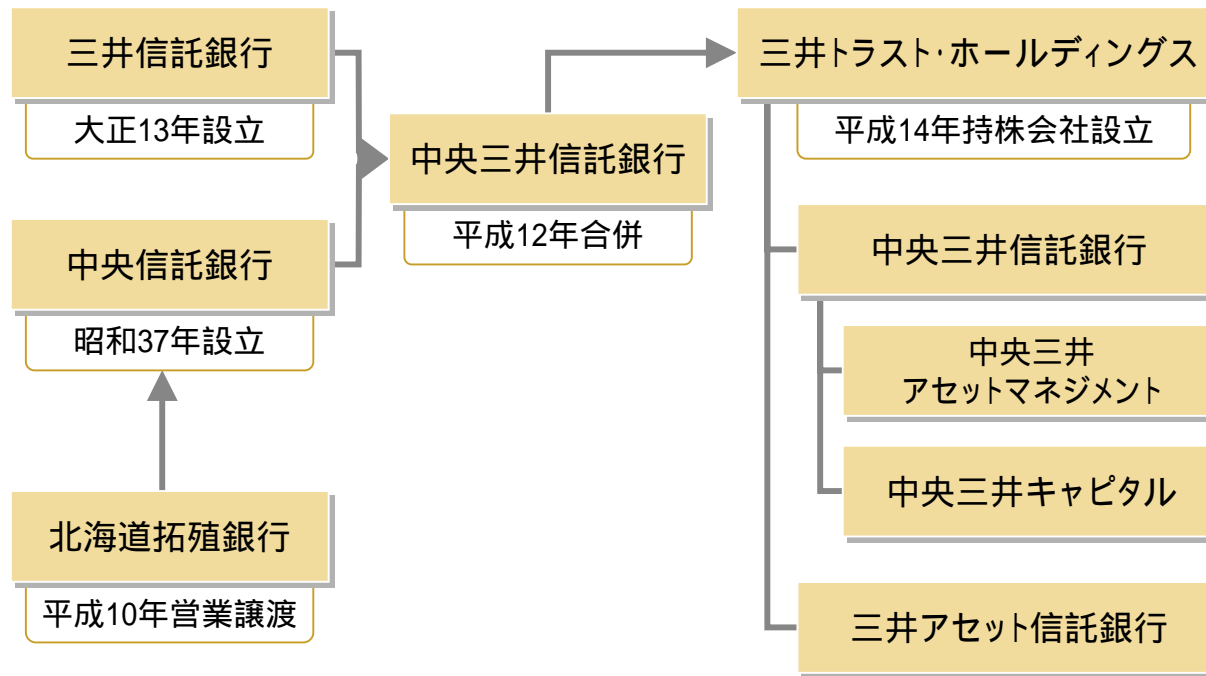 三井信託銀行
大正13年設立
中央信託銀行
昭和37年設立
北海道拓殖銀行
平成10年営業譲渡
中央三井信託銀行
平成12年合併
三井トラスト・ホールディングス
平成14年持株会社設立
中央三井信託銀行
中央三井
アセットマネジメント
中央三井キャピタル
三井アセット信託銀行